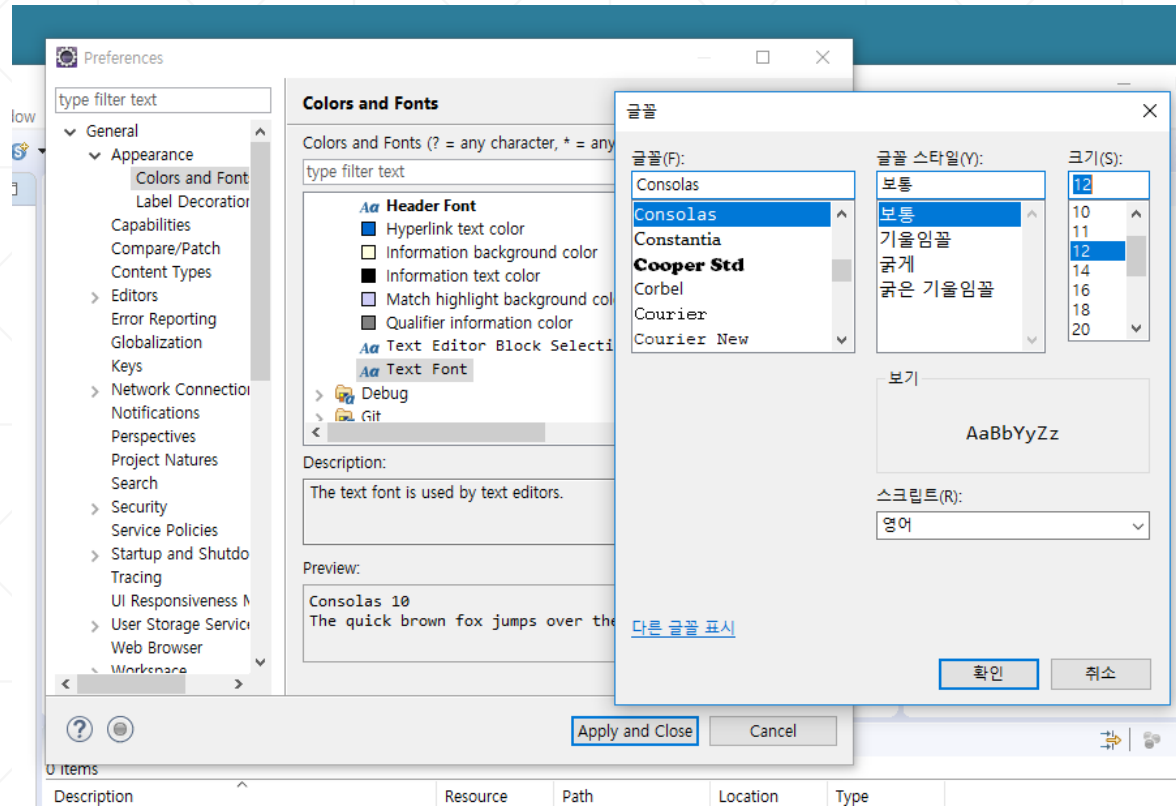 Preferences
low
type filter text
General
Appearance
Colors and Font
Label Decoration
Capabilities
Compare/Patch
Content Types
Editors
Error Reporting
Globalization
Keys
Network Connection
Notifications
Perspectives
Project Natures
Search
Security
Service Policies
Startup and Shutdo
Tracing
UI Responsiveness M
User Storage Service
Web Browser
Workspace
Colors and Fonts
Colors and Fonts (? = any character, * = any
type filter text
Aa Header Font
Hyperlink text color
Information background color
Information text color
Match highlight background col
Qualifier information color
Aa Text Editor Block Selecti
Aa Text Font
Debug
Git
Description:
The text font is used by text editors.
Preview:
Consolas 10
The quick brown fox jumps over the
Apply and Close
Cancel
글꼴
글꼴(F):
Consolas
Consolas
Constantia
Cooper Std
Corbel
Courier
Courier New
글꼴 스타일(Y):
보통
보통
기울임꼴
굵게
굵은 기울임꼴
크기(S):
12
10
11
12
14
16
18
20
보기
AaBbYyZz
스크립트(R):
영어
다른 글꼴 표시
확인
취소
0 items
Description
Resource
Path
Location
Type